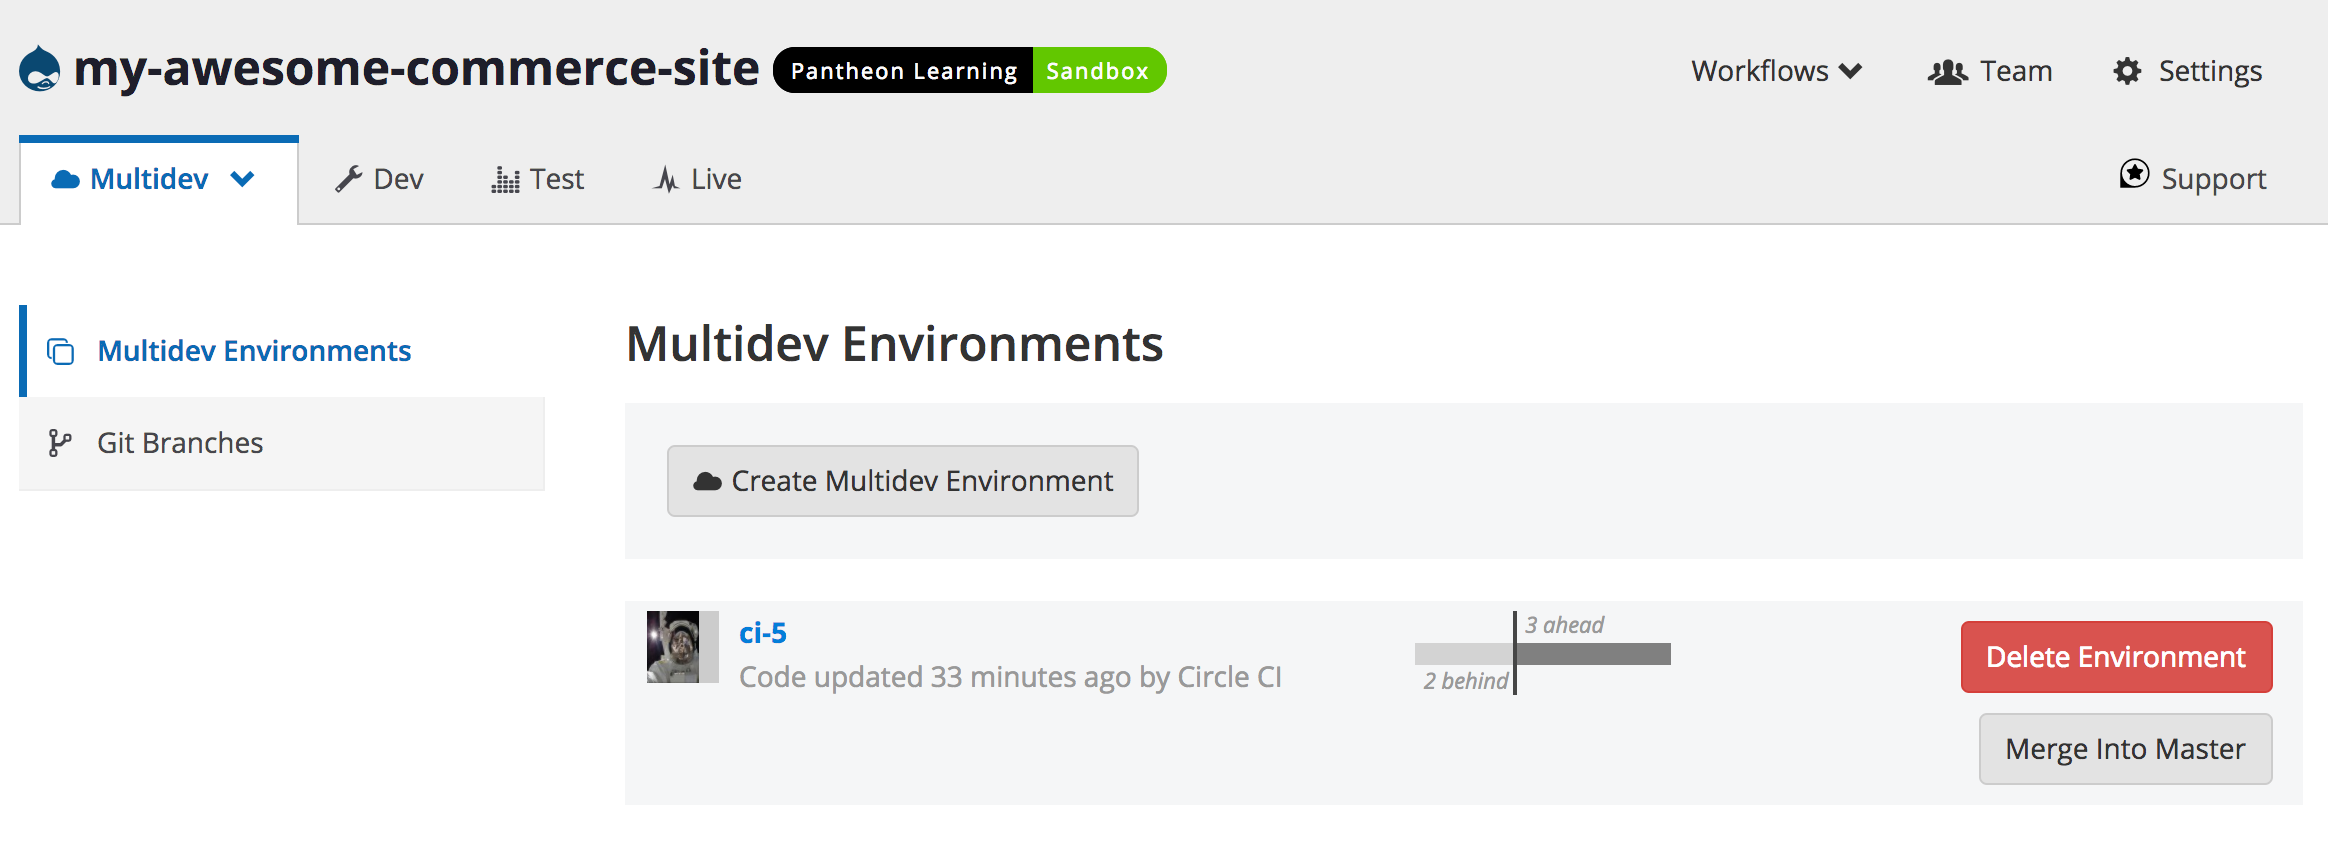 my-awesome-commerce-site Pantheon Learning Sandbox Workflows Team Settings
Multidev Dev Test Live Support
Multidev Environments
Git Branches
Multidev Environments
Create Multidev Environment
ci-5
Code updated 33 minutes ago by Circle CI
3 ahead
2 behind
Delete Environment
Merge Into Master